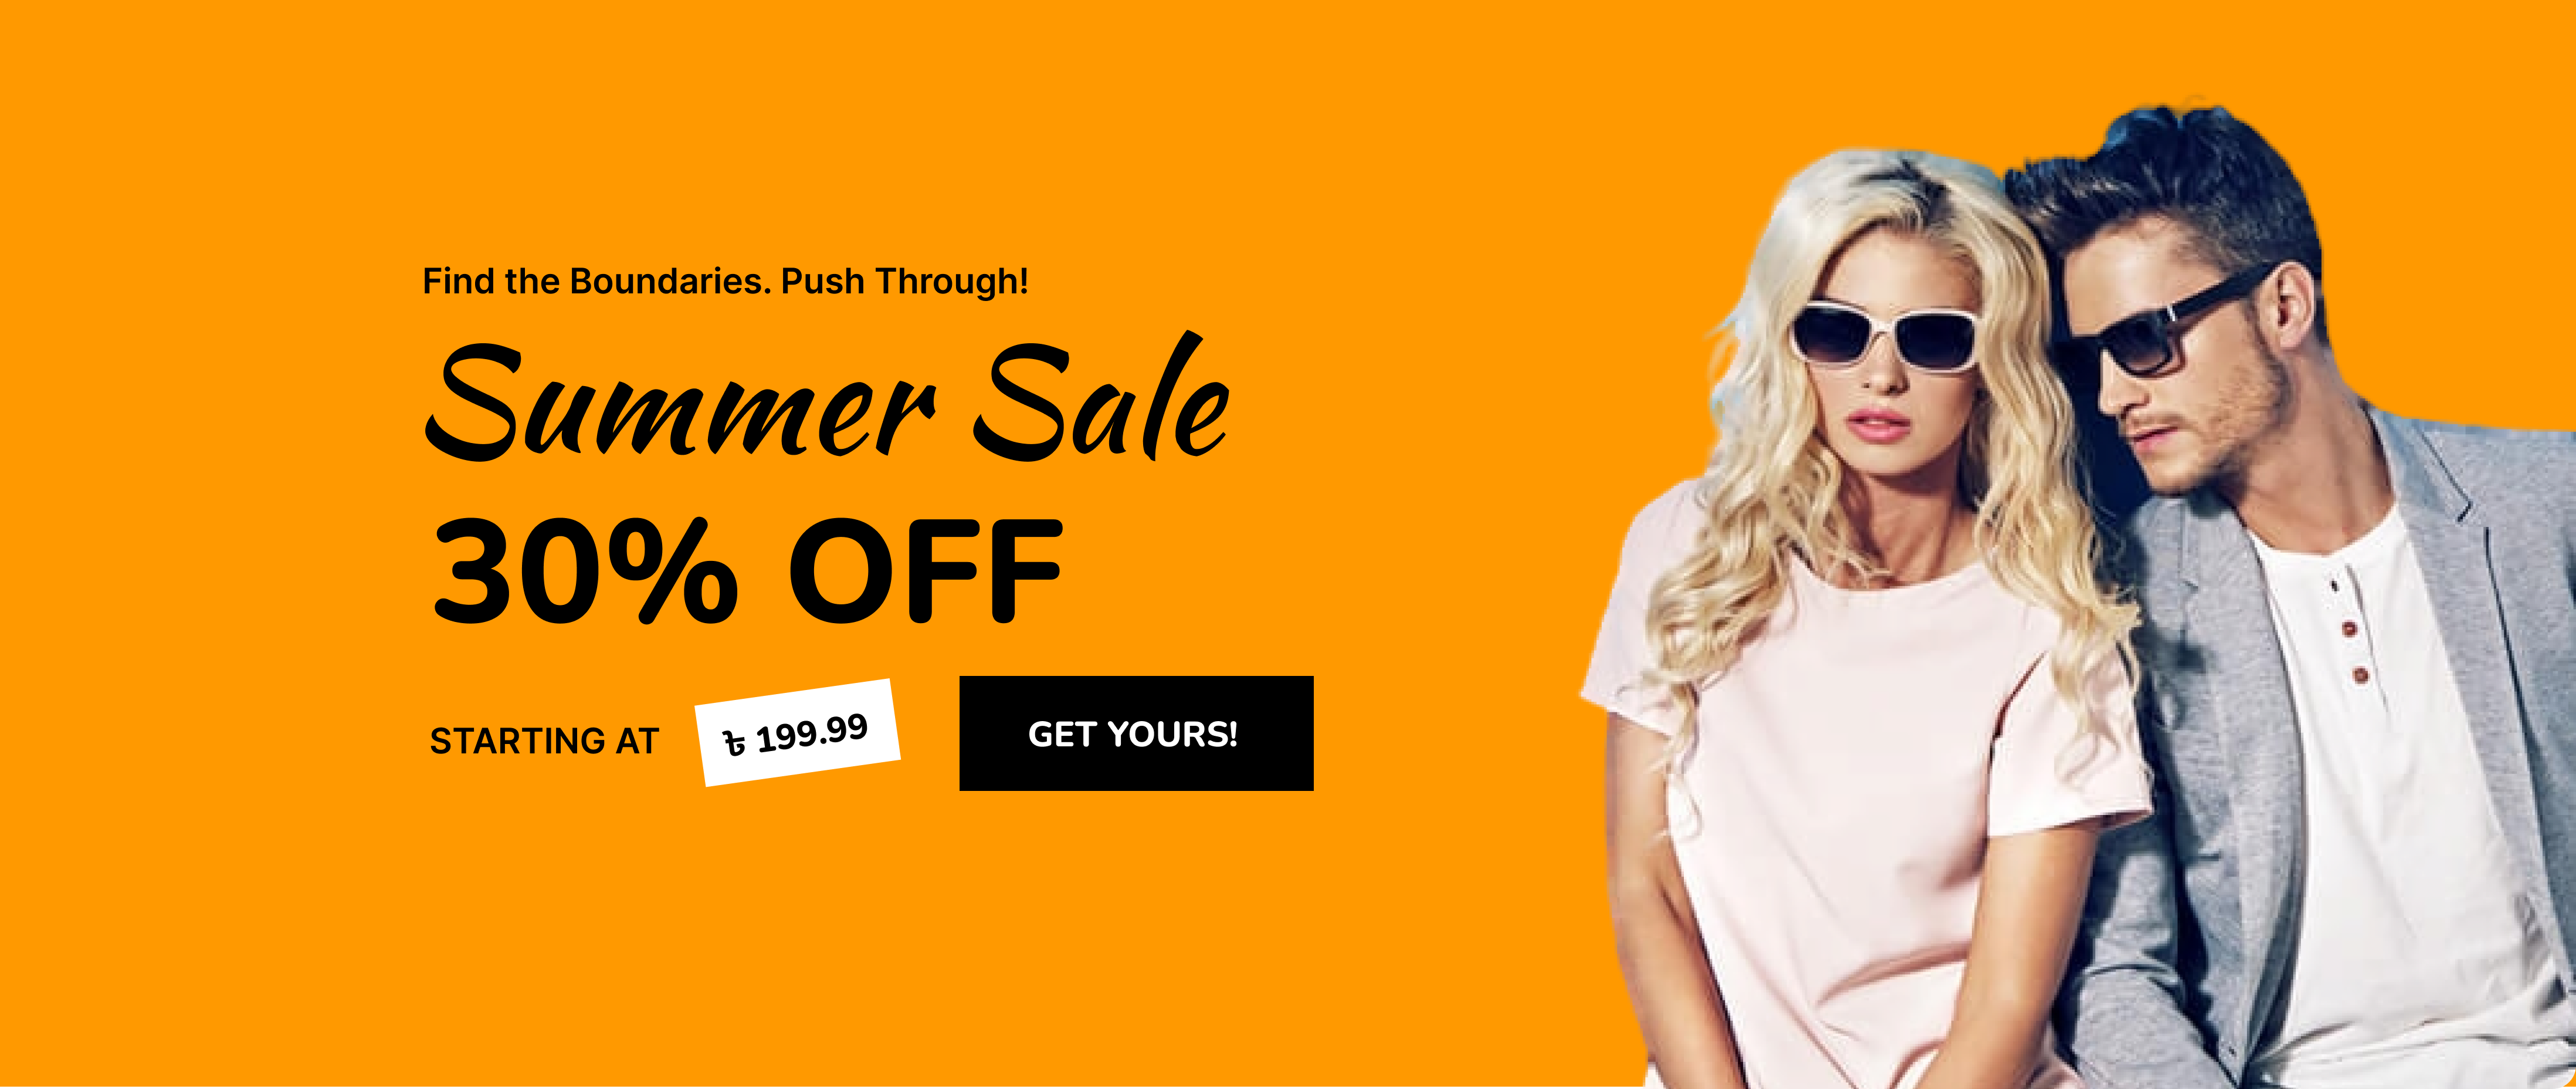 Find the Boundaries. Push Through!
Summer Sale
30% OFF
STARTING AT ৳ 199.99 GET YOURS!